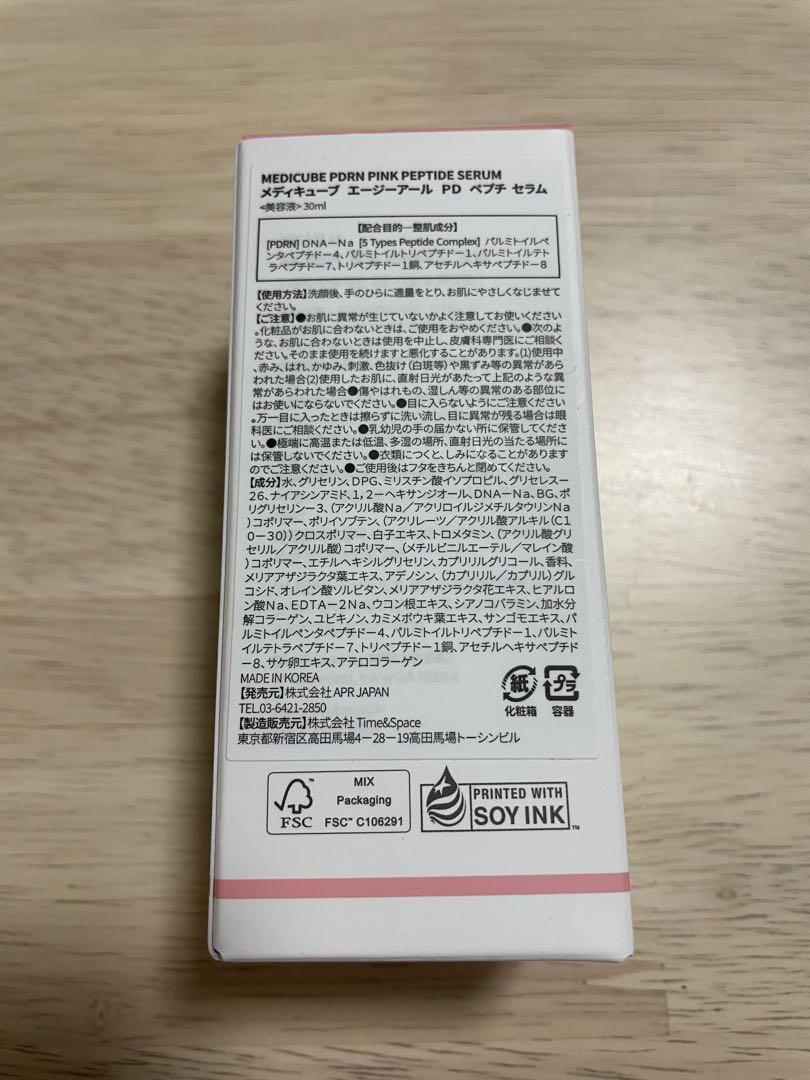 MEDICUBE PDRN PINK PEPTIDE SERUM
メディキューブ エージーアール PD ペプチ セラム
<美容液> 30ml
【配合目的ー整肌成分】
[PDRN] DNA－Na [5 Types Peptide Complex] パルミトイルペ
ンタペプチドー4、パルミトイルトリペプチドー1、パルミトイルテト
ラペプチドー7、トリペプチドー1銅、アセチルヘキサペプチドー8
【使用方法】洗顔後、手のひらに適量をとり、お肌にやさしくなじませて
ください。
【ご注意】●お肌に異常が生じていないかよく注意してお使いください
。化粧品がお肌に合わないときは、ご使用をおやめください。●次のよ
うな、お肌に合わないときは使用を中止し、皮膚科専門医にご相談くだ
さい。そのまま使用を続けますと悪化することがあります。(1)使用中
、赤み、はれ、かゆみ、刺激、色抜け（白斑等）や黒ずみ等の異常があら
われた場合(2)使用したお肌に、直射日光があたって上記のような異
常があらわれた場合●傷やはれもの、湿しん等の異常のある部位に
はお使いにならないでください。●目に入らないようにご注意ください
。万一目に入ったときは擦らずに洗い流し、目に異常が残る場合は眼
科医にご相談ください。●乳幼児の手の届かない所に保管してくださ
い。●極端に高温または低温、多湿の場所、直射日光の当たる場所に
は保管しないでください。●衣類につくと、しみになることがあります
のでご注意ください。●ご使用後はフタをきちんと閉めてください。
【成分】水、グリセリン、DPG、ミリスチン酸イソプロピル、グリセレスー
26、ナイアシンアミド、1，2－ヘキサンジオール、DNA－Na、BG、ポ
リグリセリンー3、（アクリル酸Na／アクリロイルジメチルタウリンNa
）コポリマー、ポリイソブテン、（アクリレーツ／アクリル酸アルキル（C1
0－30））クロスポリマー、白子エキス、トロメタミン、（アクリル酸グリ
セリル／アクリル酸）コポリマー、（メチルビニルエーテル／マレイン酸
）コポリマー、エチルヘキシルグリセリン、カプリリルグリコール、香料、
メリアアザジラクタ葉エキス、アデノシン、（カプリリル／カプリル）グル
コシド、オレイン酸ソルビタン、メリアアザジラクタ花エキス、ヒアルロ
ン酸Na、EDTA－2Na、ウコン根エキス、シアノコバラミン、加水分
解コラーゲン、ユビキノン、カミメボウキ葉エキス、サンゴモエキス、パ
ルミトイルペンタペプチドー4、パルミトイルトリペプチドー1、パルミト
イルテトラペプチドー7、トリペプチドー1銅、アセチルヘキサペプチド
ー8、サケ卵エキス、アテロコラーゲン
MADE IN KOREA
【発売元】株式会社 APR JAPAN
TEL.03-6421-2850
【製造販売元】株式会社 Time&Space
東京都新宿区高田馬場4－28－19高田馬場トーシンビル
紙
化粧箱
プラ
容器
FSC
MIX
Packaging
FSC™ C106291
PRINTED WITH
SOY INK™